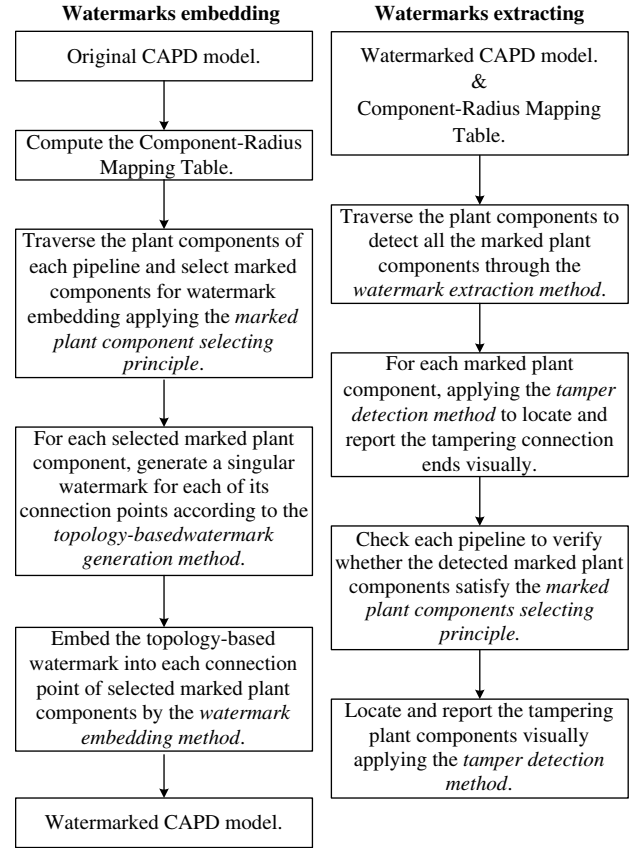 Watermarks embedding
Original CAPD model.
Compute the Component-Radius
Mapping Table.
Traverse the plant components of
each pipeline and select marked
components for watermark
embedding applying the marked
plant component selecting
principle.
For each selected marked plant
component, generate a singular
watermark for each of its
connection points according to the
topology-basedwatermark
generation method.
Embed the topology-based
watermark into each connection
point of selected marked plant
components by the watermark
embedding method.
Watermarked CAPD model.
Watermarks extracting
Watermarked CAPD model.
&
Component-Radius Mapping
Table.
Traverse the plant components to
detect all the marked plant
components through the
watermark extraction method.
For each marked plant
component, applying the tamper
detection method to locate and
report the tampering connection
ends visually.
Check each pipeline to verify
whether the detected marked plant
components satisfy the marked
plant components selecting
principle.
Locate and report the tampering
plant components visually
applying the tamper detection
method.